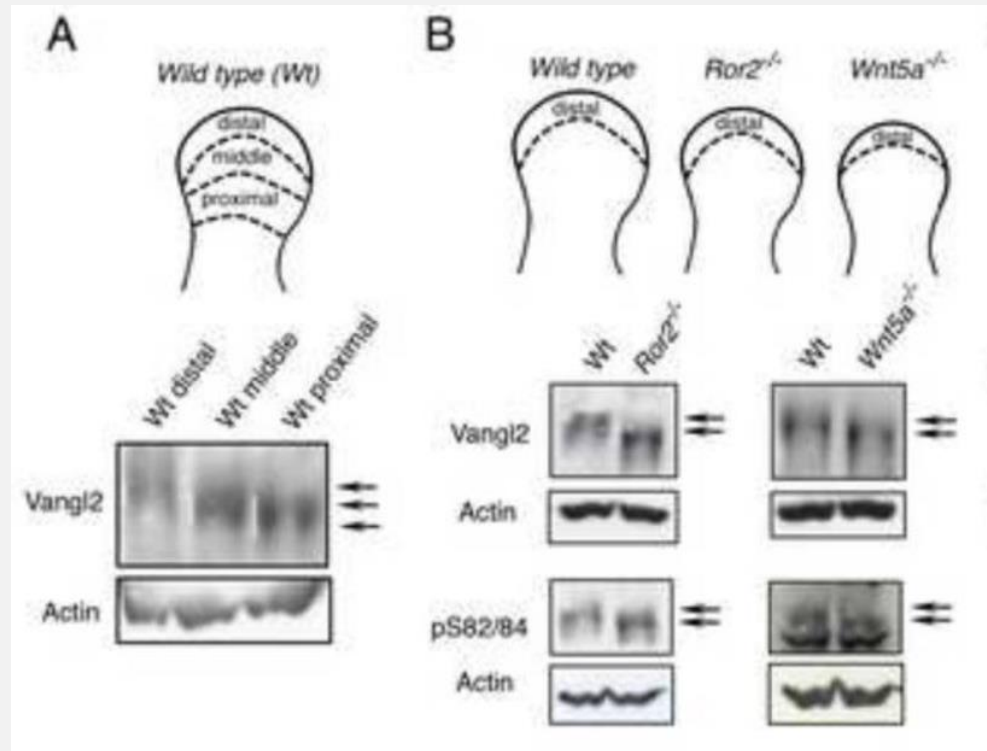 A
Wild type (Wt)
distal
middle
proximal
Wt distal
Wt middle
Wt proximal
Vangl2
Actin
B
Wild type
Ror2-/-
Wnt5a-/-
distal
distal
distal
Wt
Ror2-/-
Wt
Wnt5a-/-
Vangl2
Actin
pS82/84
Actin